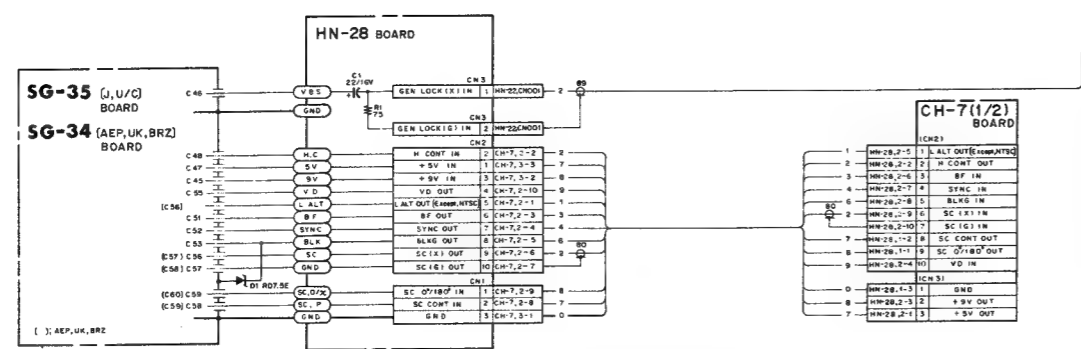 HN-28 BOARD
SG-35 (J,U/C)
BOARD
SG-34 (AEP,UK,BRZ)
BOARD
C1
22/16V
+
R1
75
C46
VBS
GND
CN3
GEN LOCK(X) IN 1 HN-22,CN001 2
89
CN3
GEN LOCK(G) IN 2 HN-22,CN001
CN2
C48 H.C H CONT IN 2 CH-7,2-2 2
C47 5V +5V IN 1 CH-7,3-3 7
C45 9V +9V IN 3 CH-7,3-2 8
C55 VD VD OUT 4 CH-7,2-10 9
(C56) L ALT L ALT OUT(Except,NTSC) 5 CH-7,2-1 1
C51 BF BF OUT 6 CH-7,2-3 3
C52 SYNC SYNC OUT 7 CH-7,2-4 4
C53 BLK BLKG OUT 8 CH-7,2-5 6
(C57) C56 SC SC(X) OUT 9 CH-7,2-6 2
80
(C58) C57 GND SC(G) OUT 10 CH-7,2-7
D1 RD7.5E
CN1
(C60) C59 SC,0/π SC 0°/180° IN 1 CH-7,2-9 8
(C59) C58 SC, P SC CONT IN 2 CH-7,2-8 7
GND GND 3 CH-7,3-1 0
( ); AEP,UK,BRZ
CH-7(1/2)
BOARD
(CN2)
1 HN-28,2-5 1 L ALT OUT(Except,NTSC)
2 HN-28,2-2 2 H CONT OUT
3 HN-28,2-6 3 BF IN
4 HN-28,2-7 4 SYNC IN
6 HN-28,2-8 5 BLKG IN
80
2 HN-28,2-9 6 SC (X) IN
HN-28,2-10 7 SC(G) IN
7 HN-28,1-2 8 SC CONT OUT
8 HN-28,1-1 9 SC 0°/180° OUT
9 HN-28,2-4 10 VD IN
(CN3)
0 HN-28,1-3 1 GND
8 HN-28,2-3 2 +9V OUT
7 HN-28,2-1 3 +5V OUT